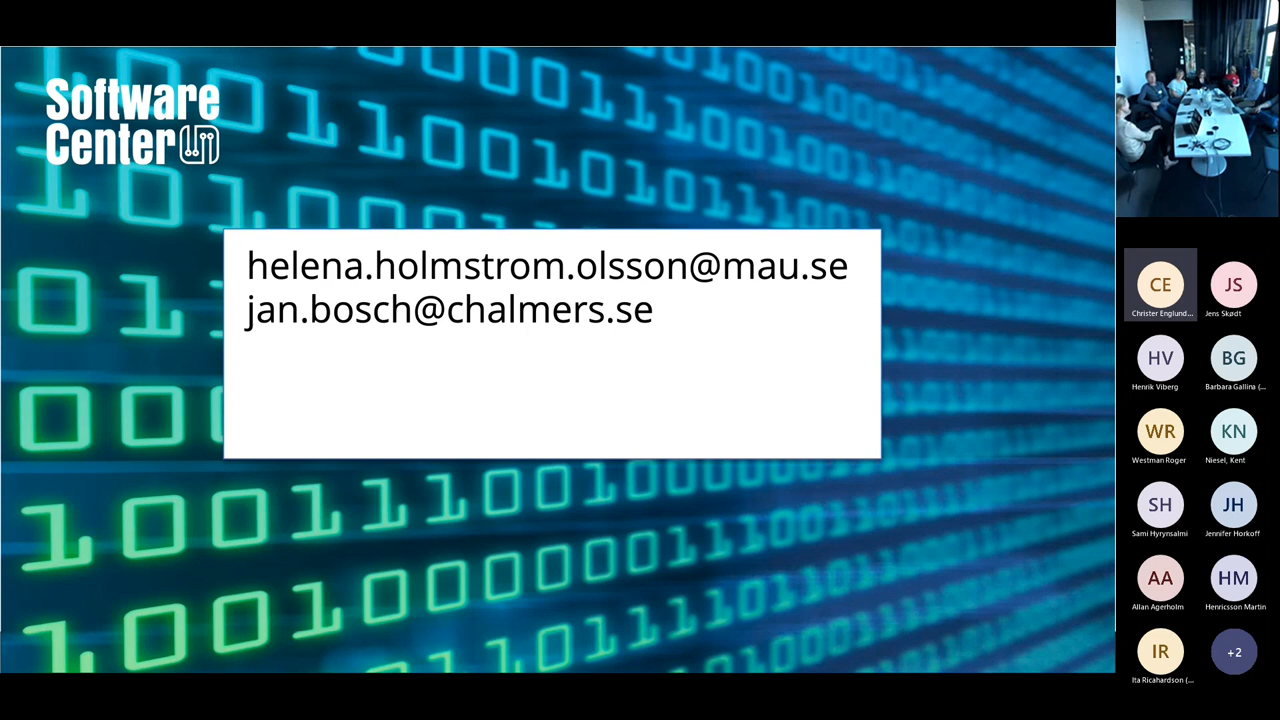 Software
Center
helena.holmstrom.olsson@mau.se
jan.bosch@chalmers.se
CE
Christer Englund...
JS
Jens Skødt
HV
Henrik Viberg
BG
Barbara Gallina (...
WR
Westman Roger
KN
Niesel, Kent
SH
Sami Hyrynsalmi
JH
Jennifer Horkoff
AA
Allan Agerholm
HM
Henricsson Martin
IR
Ita Ricahardson (...
+2